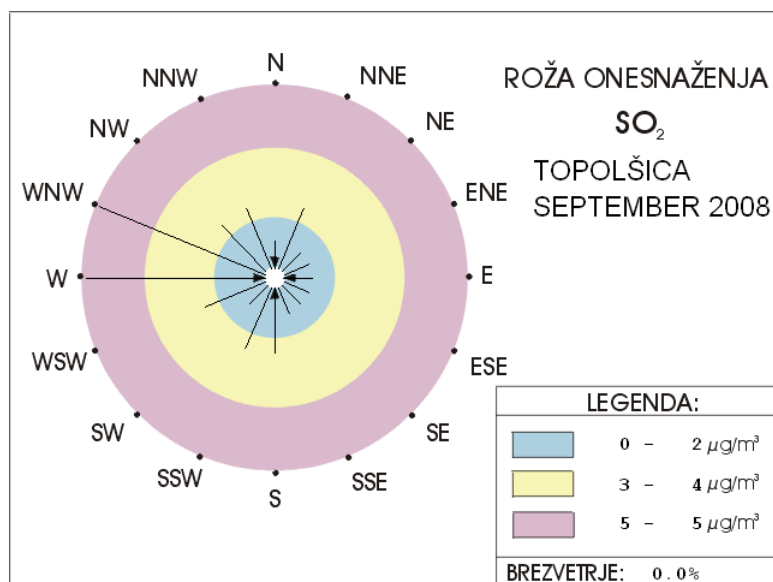 N
NNW
NNE
NW
NE
WNW
ENE
W
E
WSW
ESE
SW
SE
SSW
SSE
S
ROŽA ONESNAŽENJA
SO₂
TOPOLŠICA
SEPTEMBER 2008
LEGENDA:
0 – 2 µg/m³
3 – 4 µg/m³
5 – 5 µg/m³
BREZVETRJE: 0.0%